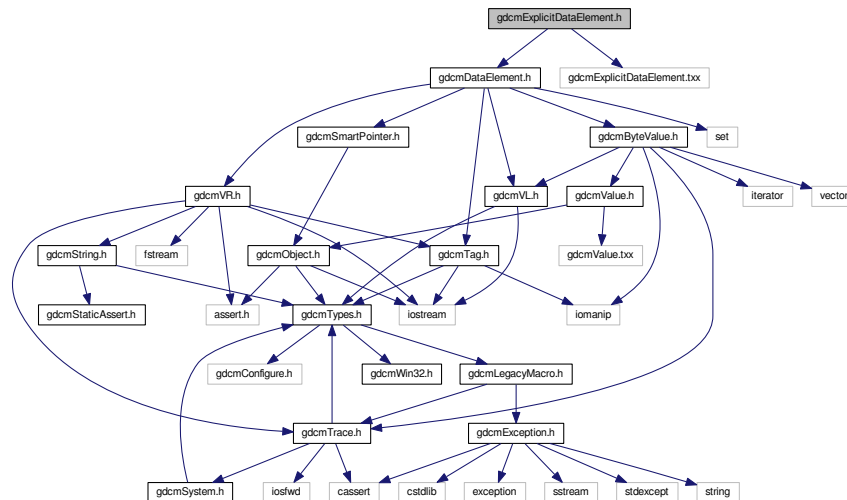 gdcmExplicitDataElement.h
gdcmDataElement.h
gdcmExplicitDataElement.txx
gdcmSmartPointer.h
gdcmByteValue.h
set
gdcmVR.h
gdcmVL.h
gdcmValue.h
iterator
vector
gdcmString.h
fstream
gdcmObject.h
gdcmTag.h
gdcmValue.txx
gdcmStaticAssert.h
assert.h
gdcmTypes.h
iostream
iomanip
gdcmConfigure.h
gdcmWin32.h
gdcmLegacyMacro.h
gdcmTrace.h
gdcmException.h
gdcmSystem.h
iosfwd
cassert
cstdlib
exception
sstream
stdexcept
string